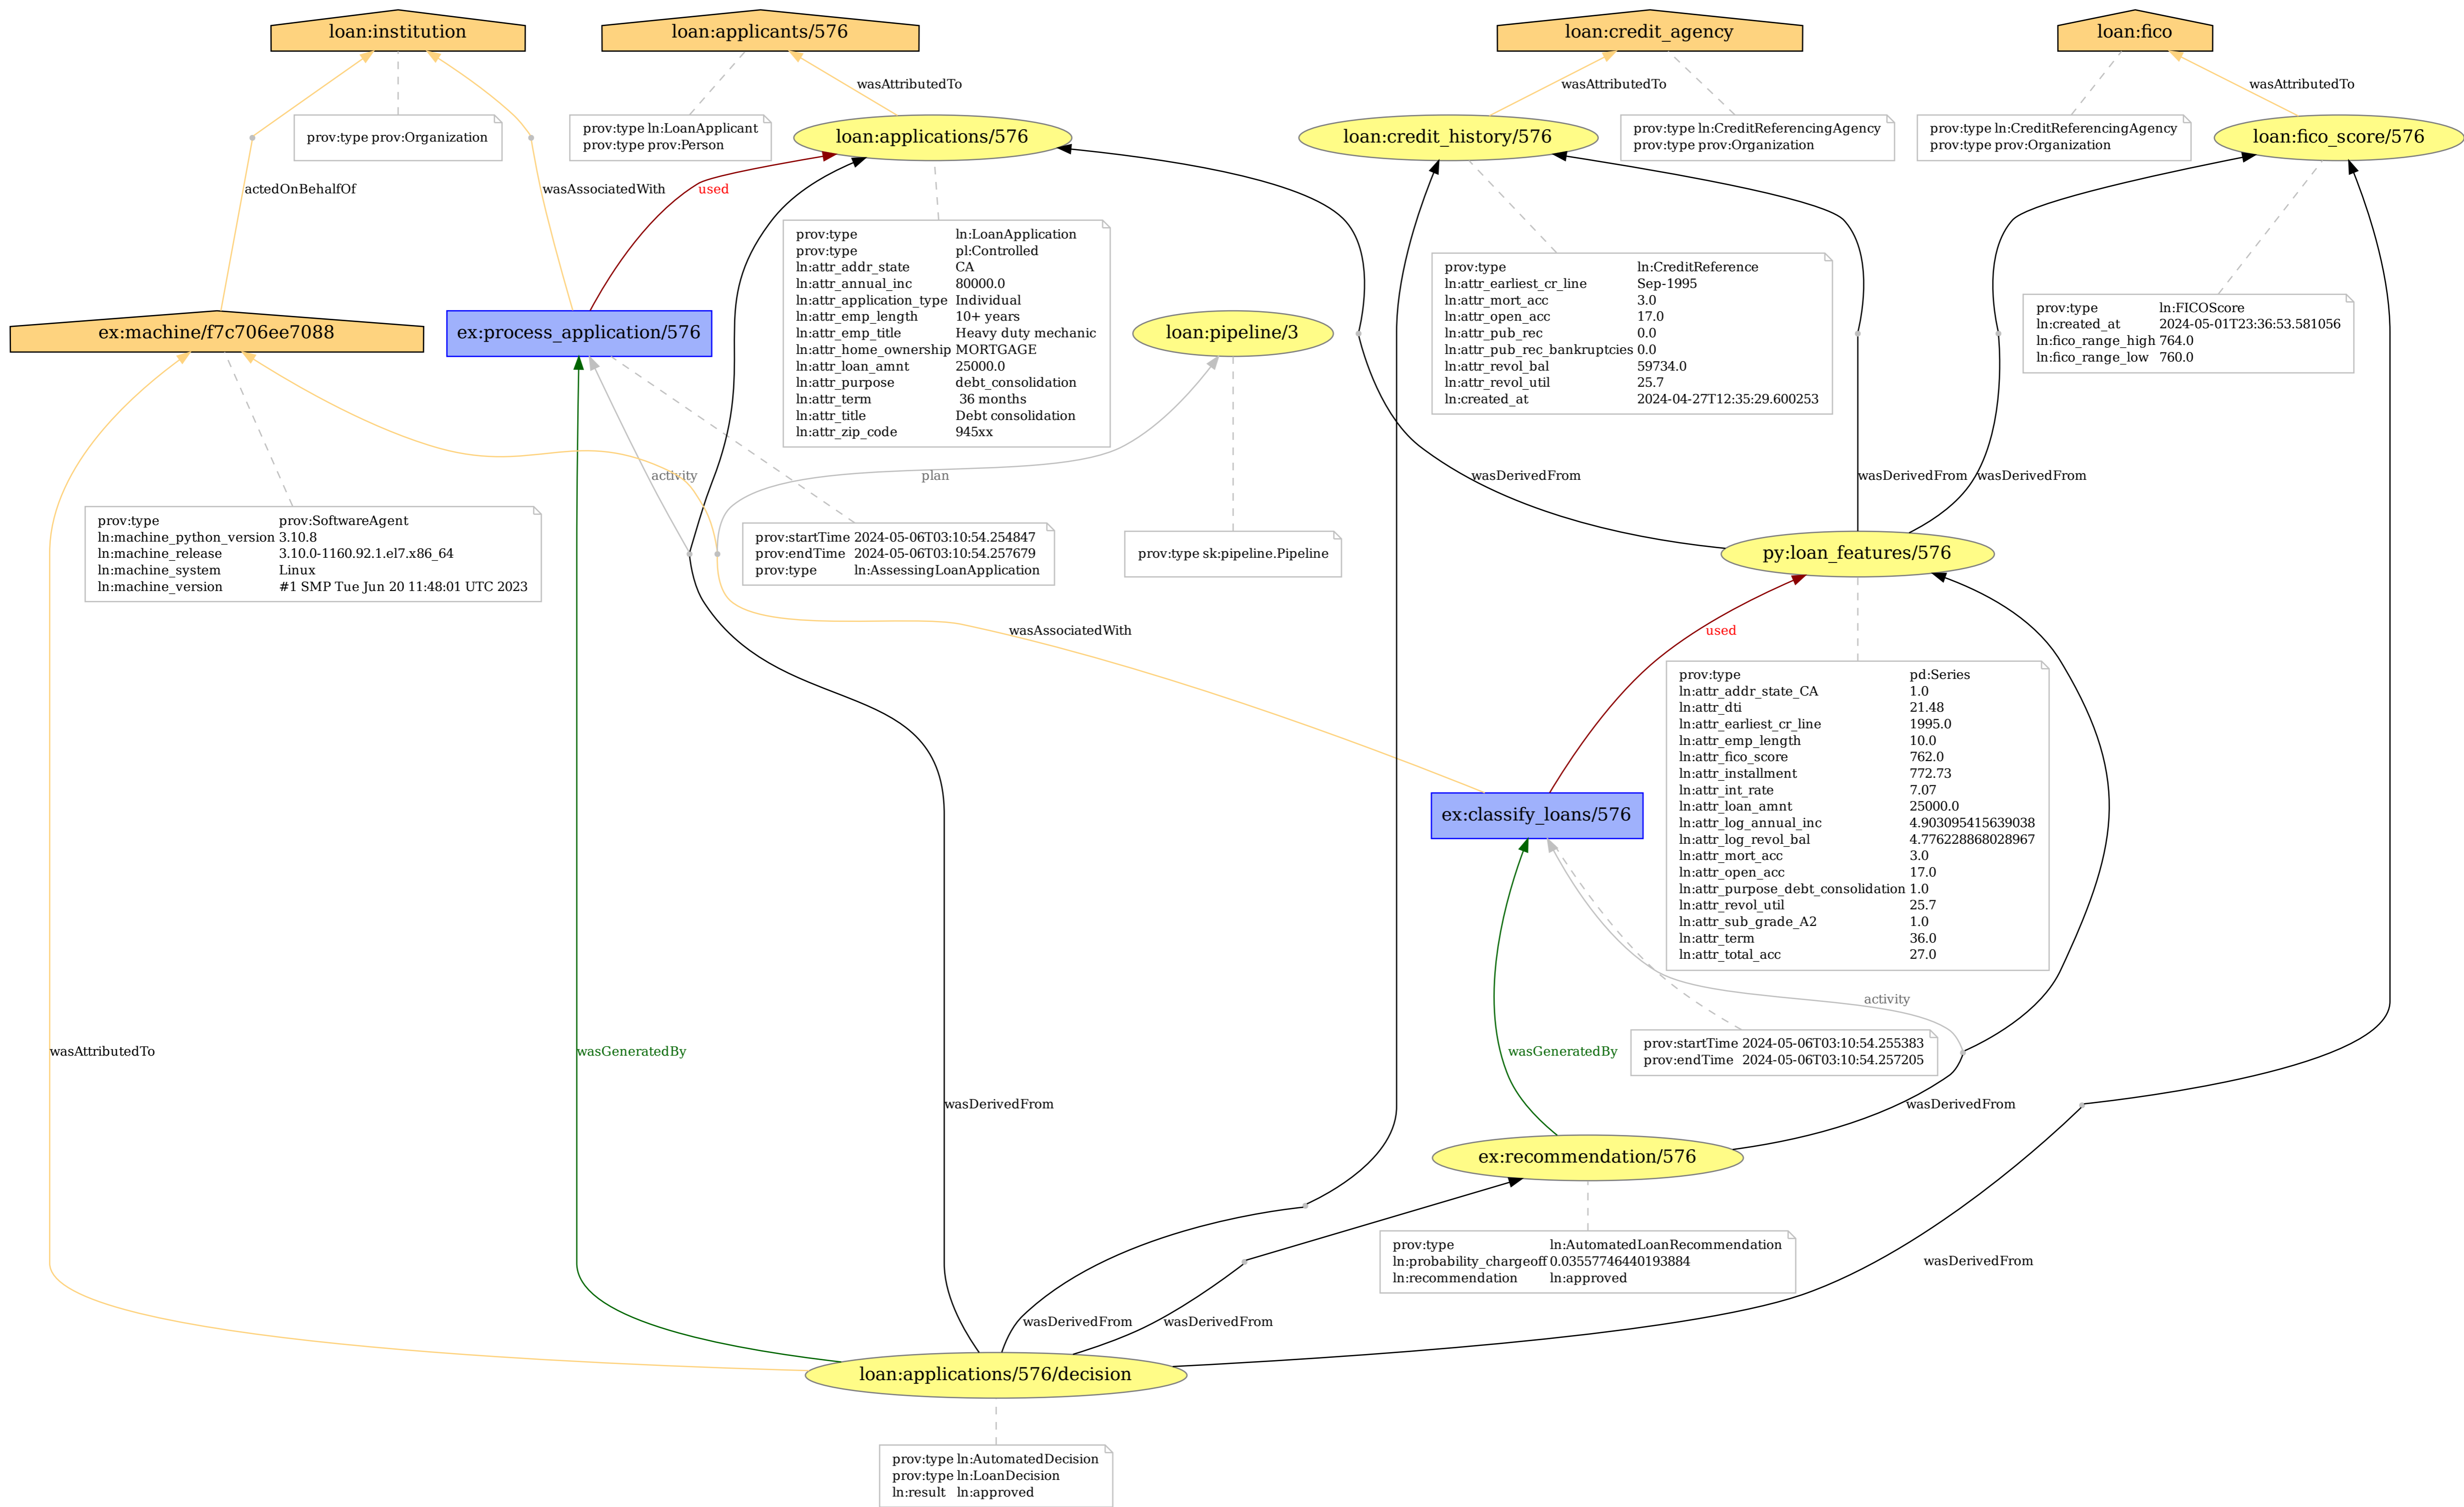 loan:institution
loan:applicants/576
loan:credit_agency
loan:fico
wasAttributedTo
wasAttributedTo
wasAttributedTo
prov:type prov:Organization
prov:type ln:LoanApplicant
prov:type prov:Person
loan:applications/576
loan:credit_history/576
prov:type ln:CreditReferencingAgency
prov:type prov:Organization
prov:type ln:CreditReferencingAgency
prov:type prov:Organization
loan:fico_score/576
actedOnBehalfOf
wasAssociatedWith
used
prov:type ln:LoanApplication
prov:type pl:Controlled
ln:attr_addr_state CA
ln:attr_annual_inc 80000.0
ln:attr_application_type Individual
ln:attr_emp_length 10+ years
ln:attr_emp_title Heavy duty mechanic
ln:attr_home_ownership MORTGAGE
ln:attr_loan_amnt 25000.0
ln:attr_purpose debt_consolidation
ln:attr_term 36 months
ln:attr_title Debt consolidation
ln:attr_zip_code 945xx
prov:type ln:CreditReference
ln:attr_earliest_cr_line Sep-1995
ln:attr_mort_acc 3.0
ln:attr_open_acc 17.0
ln:attr_pub_rec 0.0
ln:attr_pub_rec_bankruptcies 0.0
ln:attr_revol_bal 59734.0
ln:attr_revol_util 25.7
ln:created_at 2024-04-27T12:35:29.600253
prov:type ln:FICOScore
ln:created_at 2024-05-01T23:36:53.581056
ln:fico_range_high 764.0
ln:fico_range_low 760.0
ex:machine/f7c706ee7088
ex:process_application/576
loan:pipeline/3
activity
plan
wasDerivedFrom
wasDerivedFrom
wasDerivedFrom
prov:type prov:SoftwareAgent
ln:machine_python_version 3.10.8
ln:machine_release 3.10.0-1160.92.1.el7.x86_64
ln:machine_system Linux
ln:machine_version #1 SMP Tue Jun 20 11:48:01 UTC 2023
prov:startTime 2024-05-06T03:10:54.254847
prov:endTime 2024-05-06T03:10:54.257679
prov:type ln:AssessingLoanApplication
prov:type sk:pipeline.Pipeline
py:loan_features/576
wasAssociatedWith
used
prov:type pd:Series
ln:attr_addr_state_CA 1.0
ln:attr_dti 21.48
ln:attr_earliest_cr_line 1995.0
ln:attr_emp_length 10.0
ln:attr_fico_score 762.0
ln:attr_installment 772.73
ln:attr_int_rate 7.07
ln:attr_loan_amnt 25000.0
ln:attr_log_annual_inc 4.903095415639038
ln:attr_log_revol_bal 4.776228868028967
ln:attr_mort_acc 3.0
ln:attr_open_acc 17.0
ln:attr_purpose_debt_consolidation 1.0
ln:attr_revol_util 25.7
ln:attr_sub_grade_A2 1.0
ln:attr_term 36.0
ln:attr_total_acc 27.0
ex:classify_loans/576
activity
wasAttributedTo
wasGeneratedBy
wasGeneratedBy
prov:startTime 2024-05-06T03:10:54.255383
prov:endTime 2024-05-06T03:10:54.257205
wasDerivedFrom
wasDerivedFrom
ex:recommendation/576
prov:type ln:AutomatedLoanRecommendation
ln:probability_chargeoff 0.03557746440193884
ln:recommendation ln:approved
wasDerivedFrom
wasDerivedFrom
wasDerivedFrom
loan:applications/576/decision
prov:type ln:AutomatedDecision
prov:type ln:LoanDecision
ln:result ln:approved